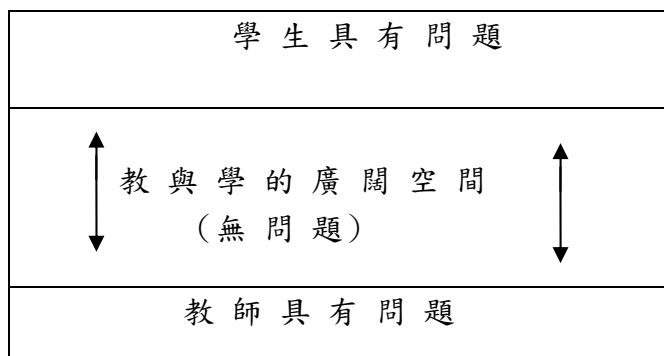 學生具有問題
教與學的廣闊空間
（無問題）
教師具有問題